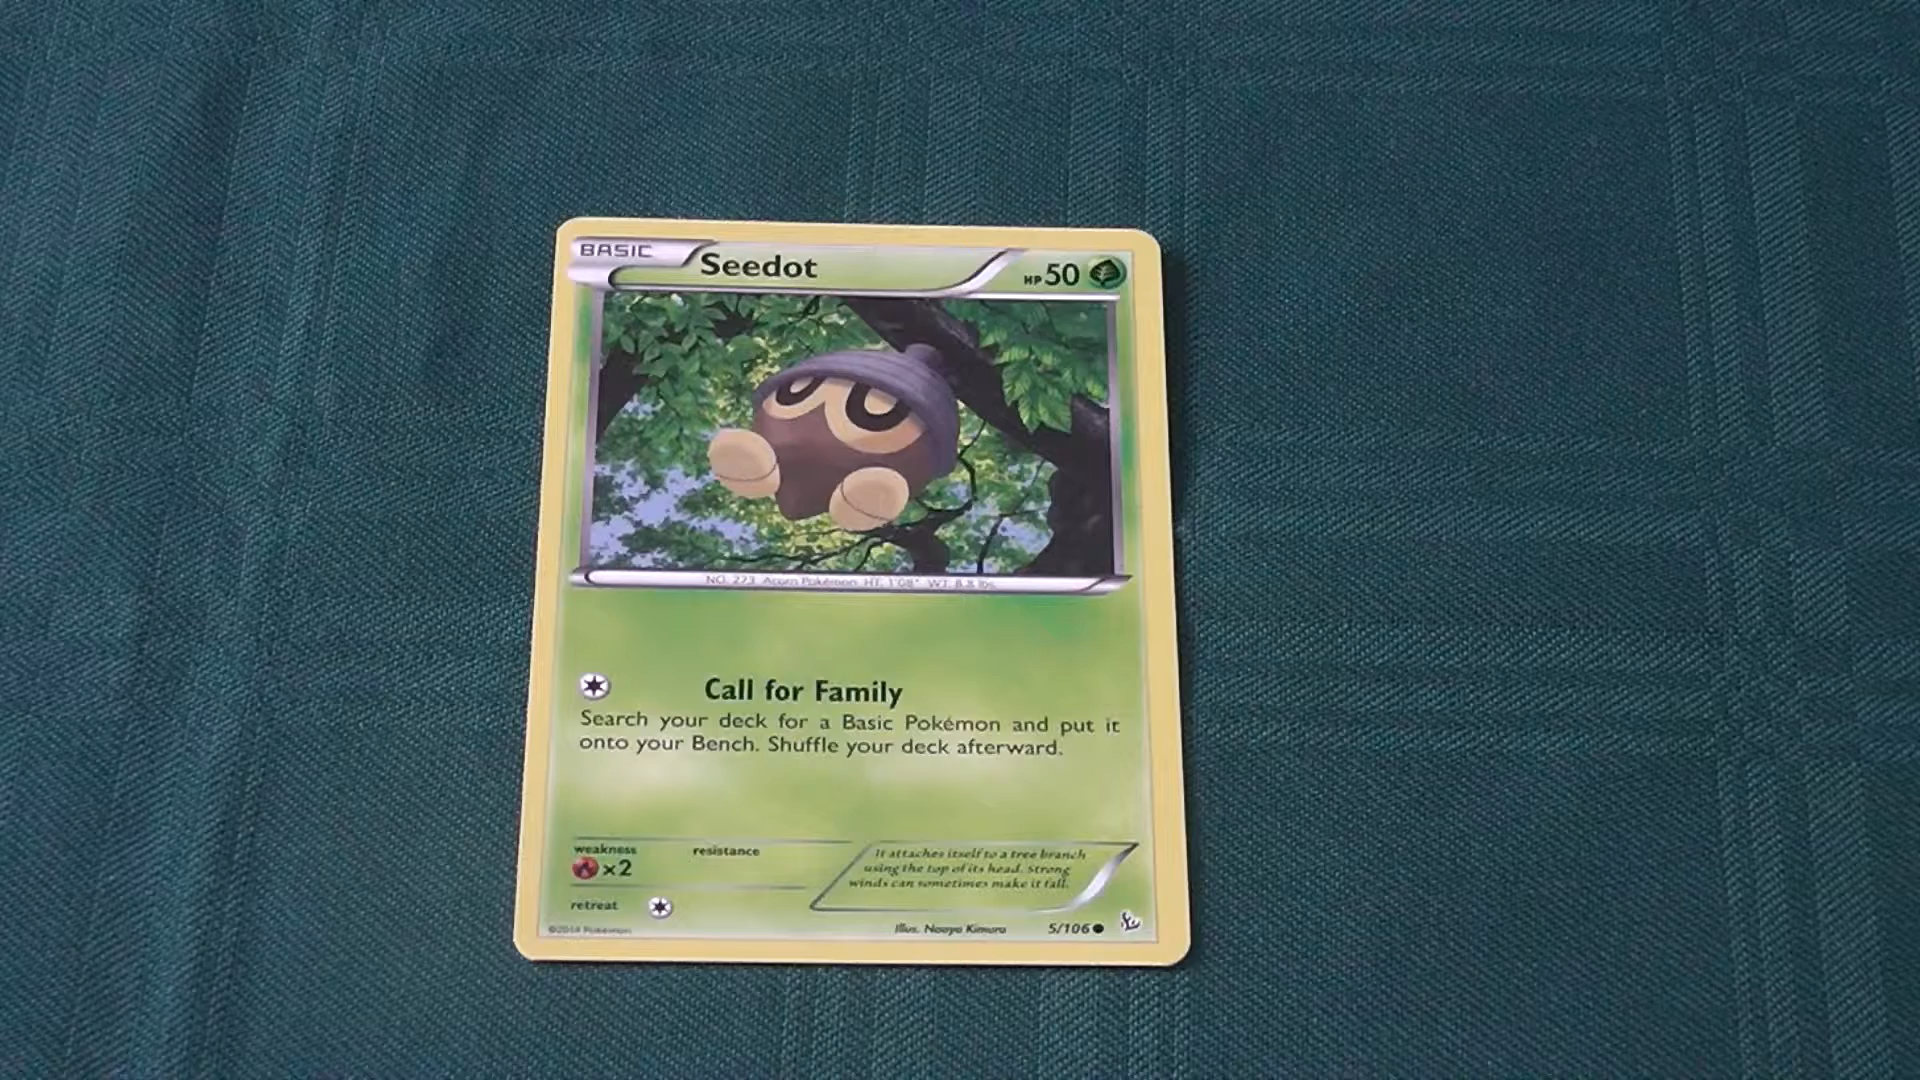 BASIC
Seedot
HP 50
NO. 273 Acorn Pokémon HT: 1'08" WT: 8.8 lbs.
Call for Family
Search your deck for a Basic Pokémon and put it
onto your Bench. Shuffle your deck afterward.
weakness
×2
resistance
It attaches itself to a tree branch
using the top of its head. Strong
winds can sometimes make it fall.
retreat
©2014 Pokémon
Illus. Naoyo Kimura
5/106